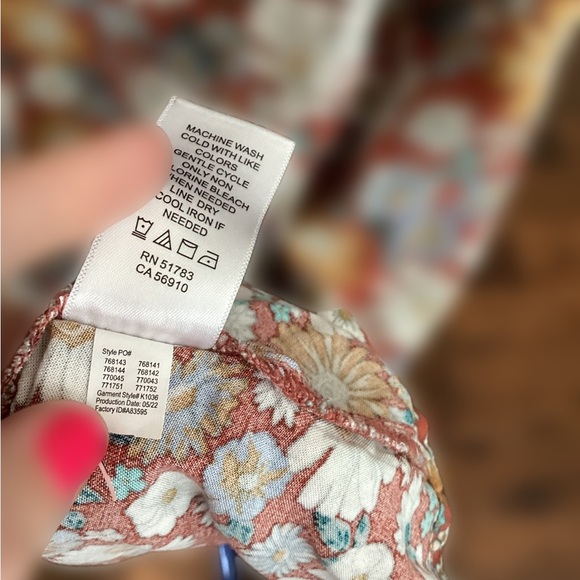 MACHINE WASH
COLD WITH LIKE
COLORS
GENTLE CYCLE
ONLY NON
LORINE BLEACH
HEN NEEDED
LINE DRY
COOL IRON IF
NEEDED
RN 51783
CA 56910
Style PO#
768143 768141
768144 768142
770045 770043
771751 771752
Garment Style# K1036
Production Date: 05/22
Factory ID#A83595